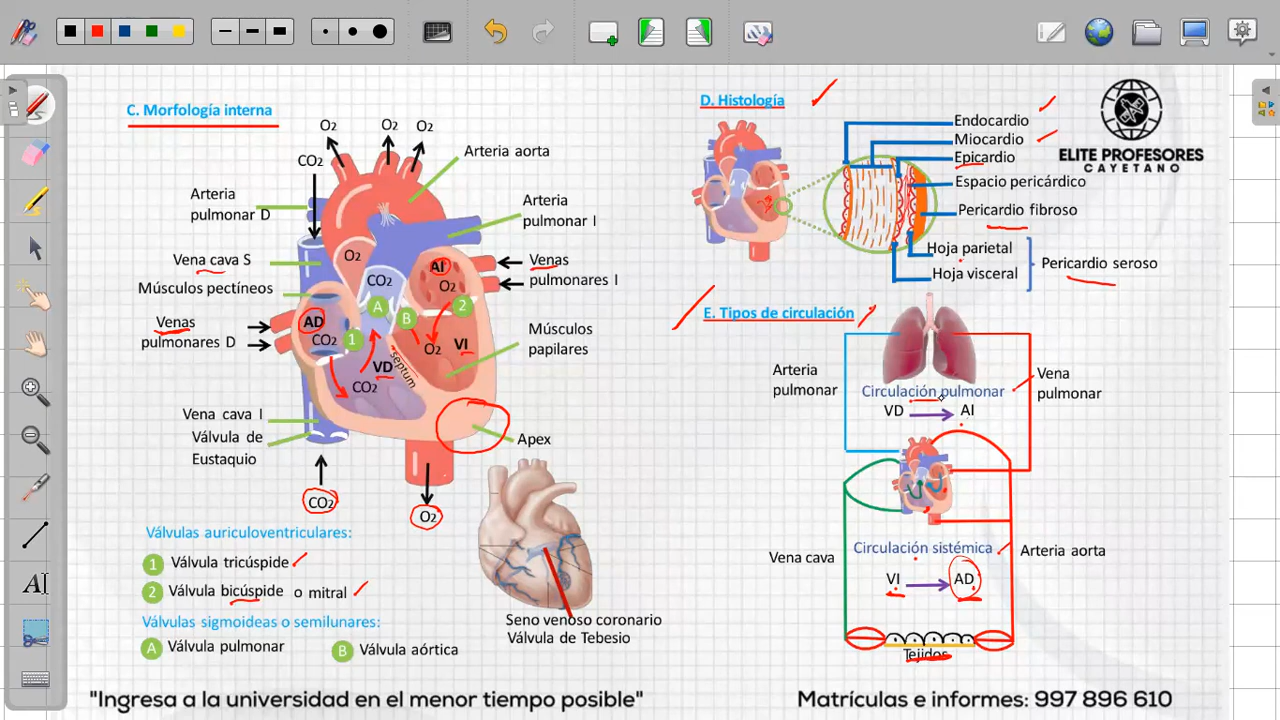 C. Morfología interna
O2
O2
O2
CO2
Arteria aorta
Arteria
pulmonar D
Arteria
pulmonar I
Vena cava S
O2
AI
CO2
O2
Venas
pulmonares I
Músculos pectíneos
A
B
2
AD
CO2
1
Venas
pulmonares D
O2
VI
Músculos
papilares
VD
septum
CO2
Vena cava I
Válvula de
Eustaquio
Apex
CO2
O2
Válvulas auriculoventriculares:
1 Válvula tricúspide
2 Válvula bicúspide o mitral
Válvulas sigmoideas o semilunares:
A Válvula pulmonar
B Válvula aórtica
Seno venoso coronario
Válvula de Tebesio
D. Histología
Endocardio
Miocardio
Epicardio
Espacio pericárdico
Pericardio fibroso
Hoja parietal
Hoja visceral
Pericardio seroso
ELITE PROFESORES
CAYETANO
E. Tipos de circulación
Arteria
pulmonar
Circulación pulmonar
VD AI
Vena
pulmonar
Vena cava
Circulación sistémica
VI AD
Arteria aorta
Tejidos
"Ingresa a la universidad en el menor tiempo posible"
Matrículas e informes: 997 896 610